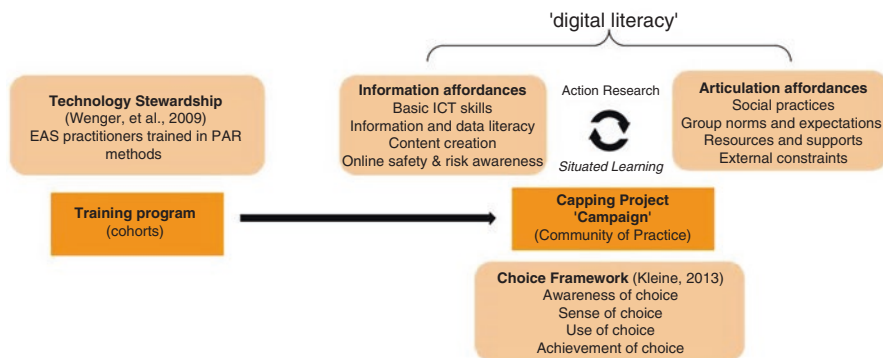 'digital literacy'
Technology Stewardship
(Wenger, et al., 2009)
EAS practitioners trained in PAR
methods
Information affordances
Basic ICT skills
Information and data literacy
Content creation
Online safety & risk awareness
Action Research
Situated Learning
Articulation affordances
Social practices
Group norms and expectations
Resources and supports
External constraints
Training program
(cohorts)
Capping Project
'Campaign'
(Community of Practice)
Choice Framework (Kleine, 2013)
Awareness of choice
Sense of choice
Use of choice
Achievement of choice